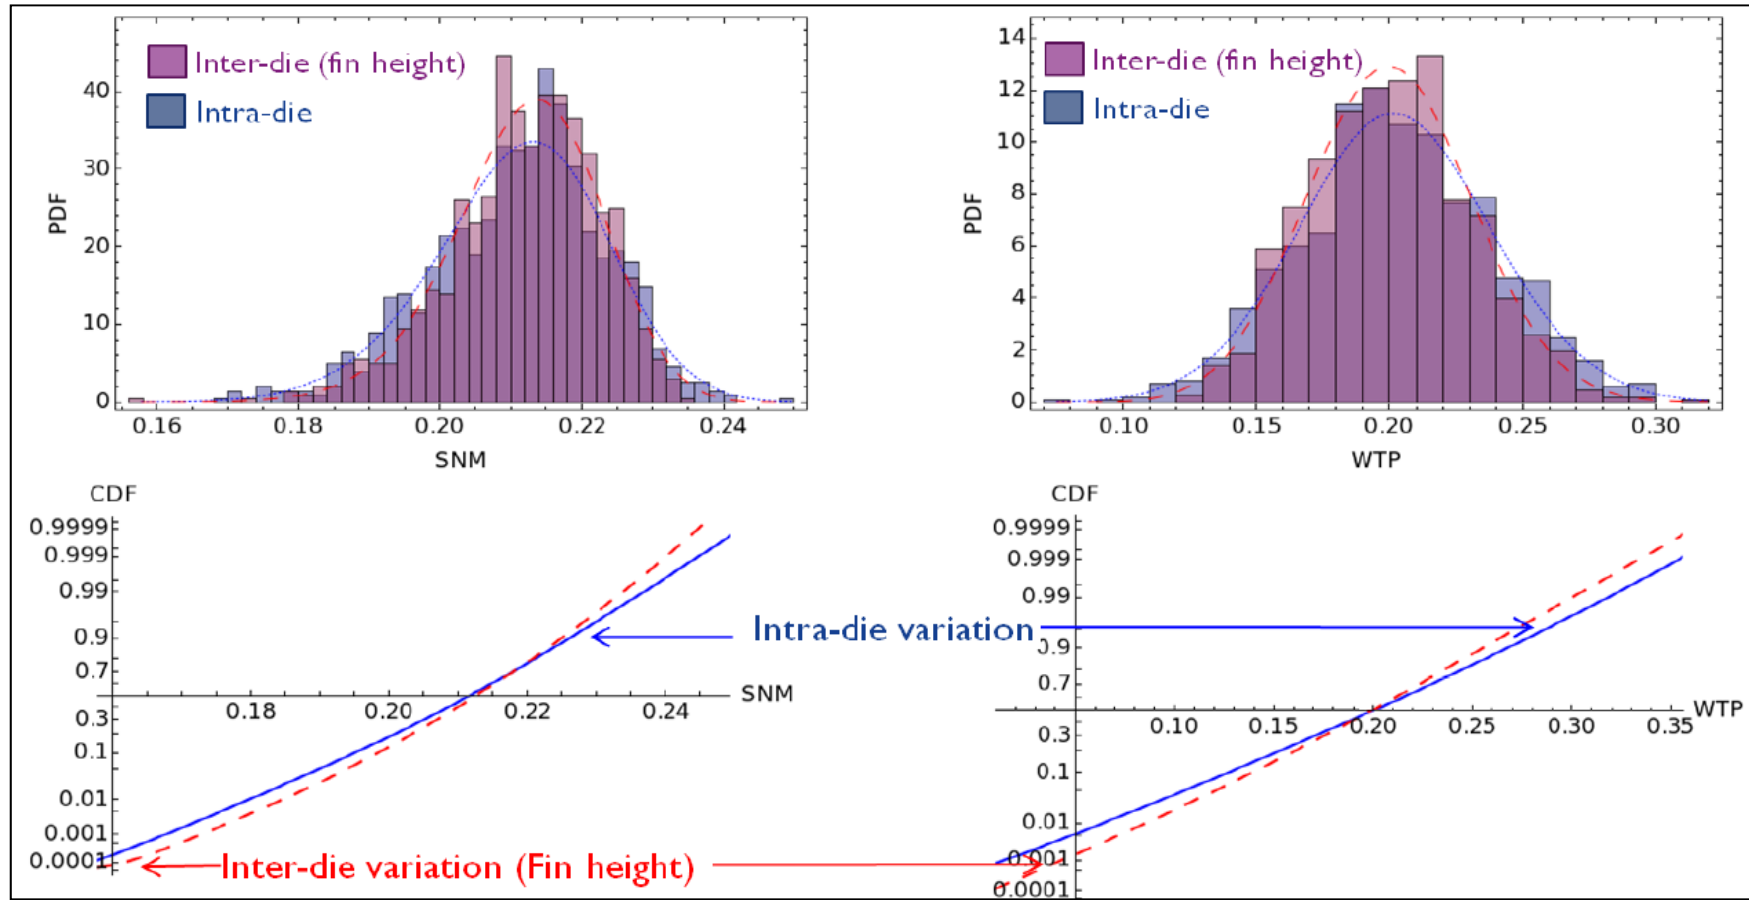 Inter-die (fin height)
Intra-die
PDF
40
30
20
10
0
0.16 0.18 0.20 0.22 0.24
SNM
Inter-die (fin height)
Intra-die
PDF
14
12
10
8
6
4
2
0
0.10 0.15 0.20 0.25 0.30
WTP
CDF
0.9999
0.999
0.99
0.9
0.7
0.3
0.1
0.01
0.001
0.0001
0.18 0.20 0.22 0.24
SNM
Intra-die variation
Inter-die variation (Fin height)
CDF
0.9999
0.999
0.99
0.9
0.7
0.3
0.1
0.01
0.001
0.0001
0.10 0.15 0.20 0.25 0.30 0.35
WTP